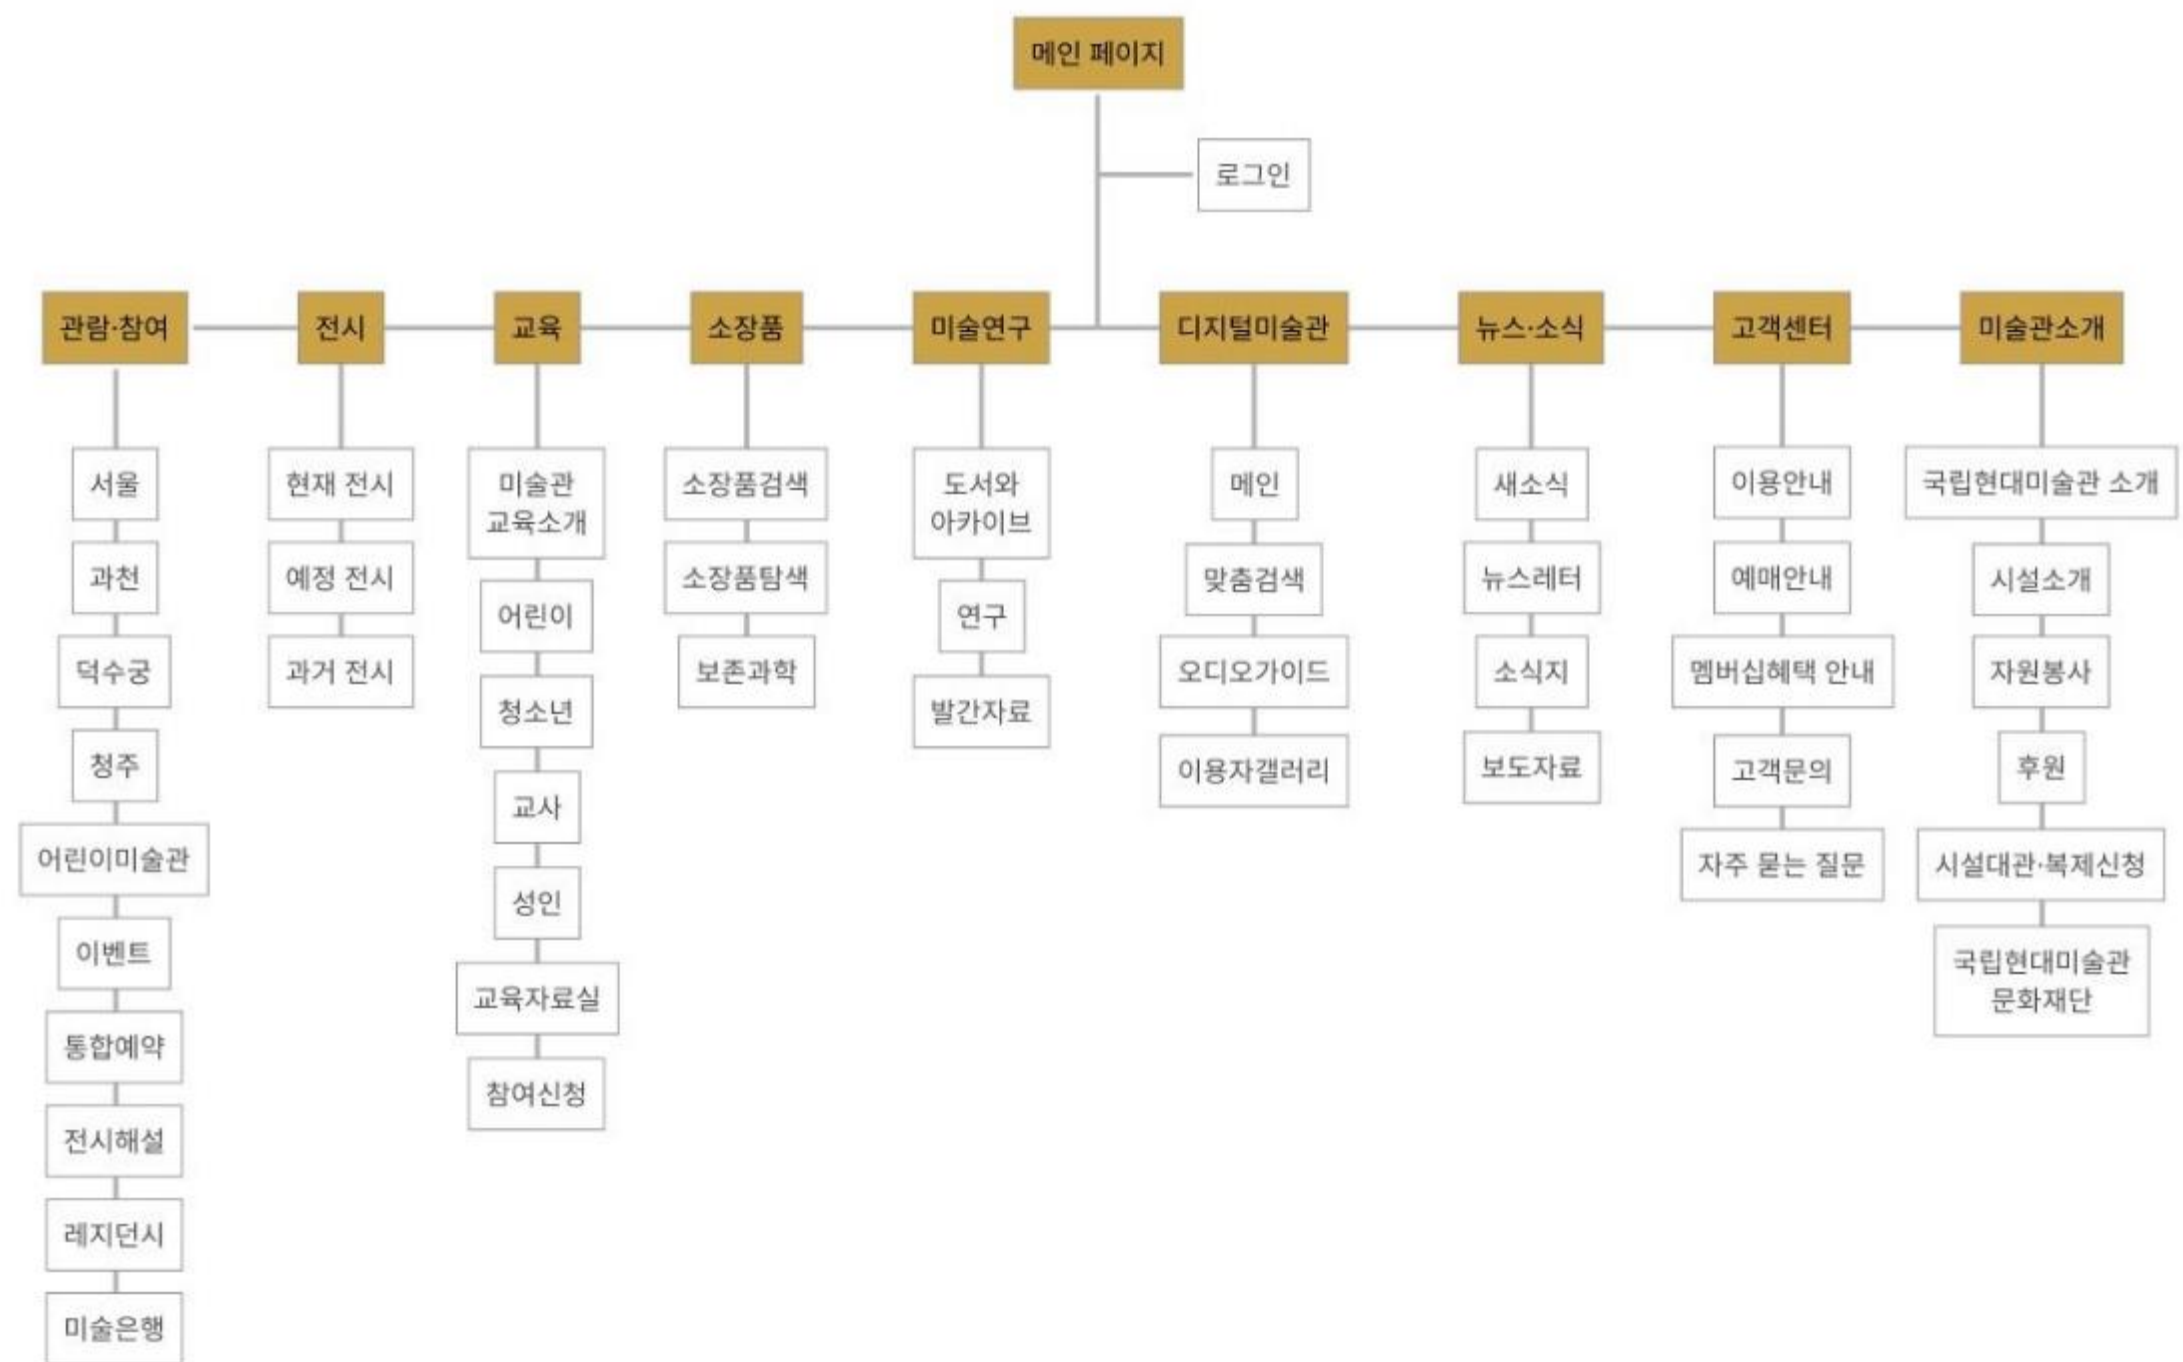 메인 페이지
로그인
관람·참여
전시
교육
소장품
미술연구
디지털미술관
뉴스·소식
고객센터
미술관소개
서울
과천
덕수궁
청주
어린이미술관
이벤트
통합예약
전시해설
레지던시
미술은행
현재 전시
예정 전시
과거 전시
미술관
교육소개
어린이
청소년
교사
성인
교육자료실
참여신청
소장품검색
소장품탐색
보존과학
도서와
아카이브
연구
발간자료
메인
맞춤검색
오디오가이드
이용자갤러리
새소식
뉴스레터
소식지
보도자료
이용안내
예매안내
멤버십혜택 안내
고객문의
자주 묻는 질문
국립현대미술관 소개
시설소개
자원봉사
후원
시설대관·복제신청
국립현대미술관
문화재단